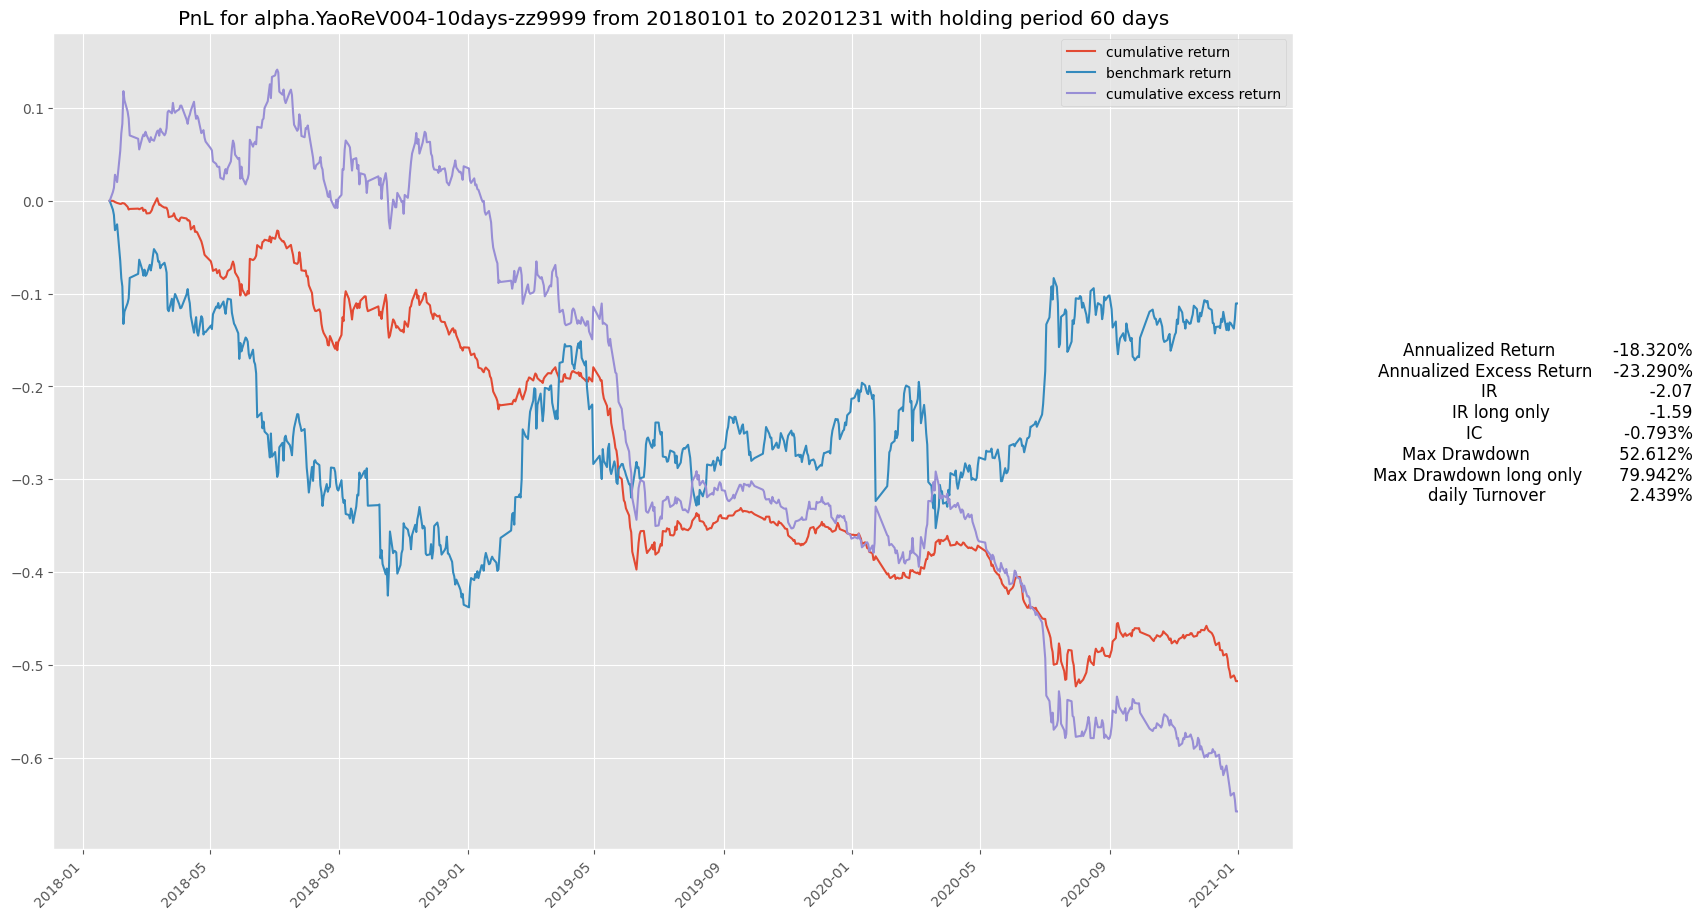 PnL for alpha.YaoReV004-10days-zz9999 from 20180101 to 20201231 with holding period 60 days
cumulative return
benchmark return
cumulative excess return
0.1
0.0
−0.1
−0.2
−0.3
−0.4
−0.5
−0.6
2018-01
2018-05
2018-09
2019-01
2019-05
2019-09
2020-01
2020-05
2020-09
2021-01
Annualized Return -18.320%
Annualized Excess Return -23.290%
IR -2.07
IR long only -1.59
IC -0.793%
Max Drawdown 52.612%
Max Drawdown long only 79.942%
daily Turnover 2.439%